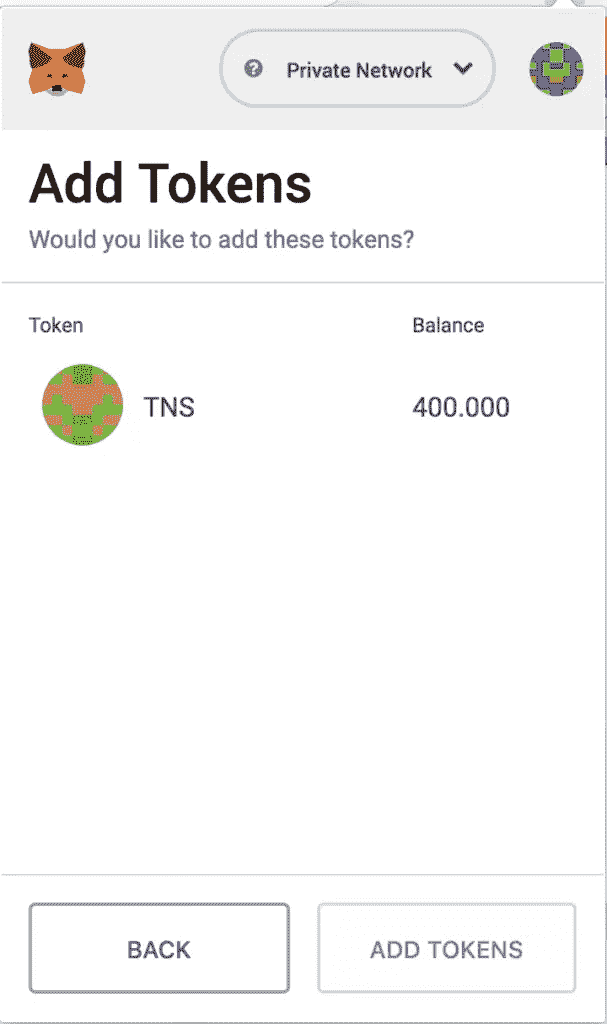 Private Network
Add Tokens
Would you like to add these tokens?
Token Balance
TNS 400.000
BACK ADD TOKENS